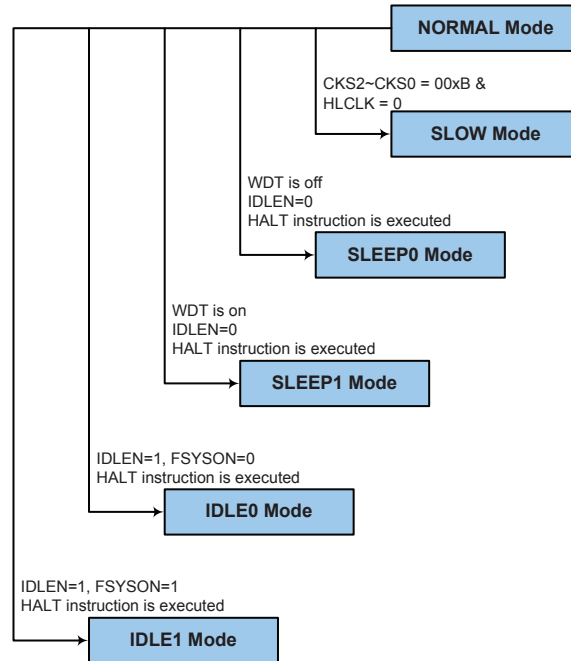 NORMAL Mode
CKS2~CKS0 = 00xB &
HLCLK = 0
SLOW Mode
WDT is off
IDLEN=0
HALT instruction is executed
SLEEP0 Mode
WDT is on
IDLEN=0
HALT instruction is executed
SLEEP1 Mode
IDLEN=1, FSYSON=0
HALT instruction is executed
IDLE0 Mode
IDLEN=1, FSYSON=1
HALT instruction is executed
IDLE1 Mode